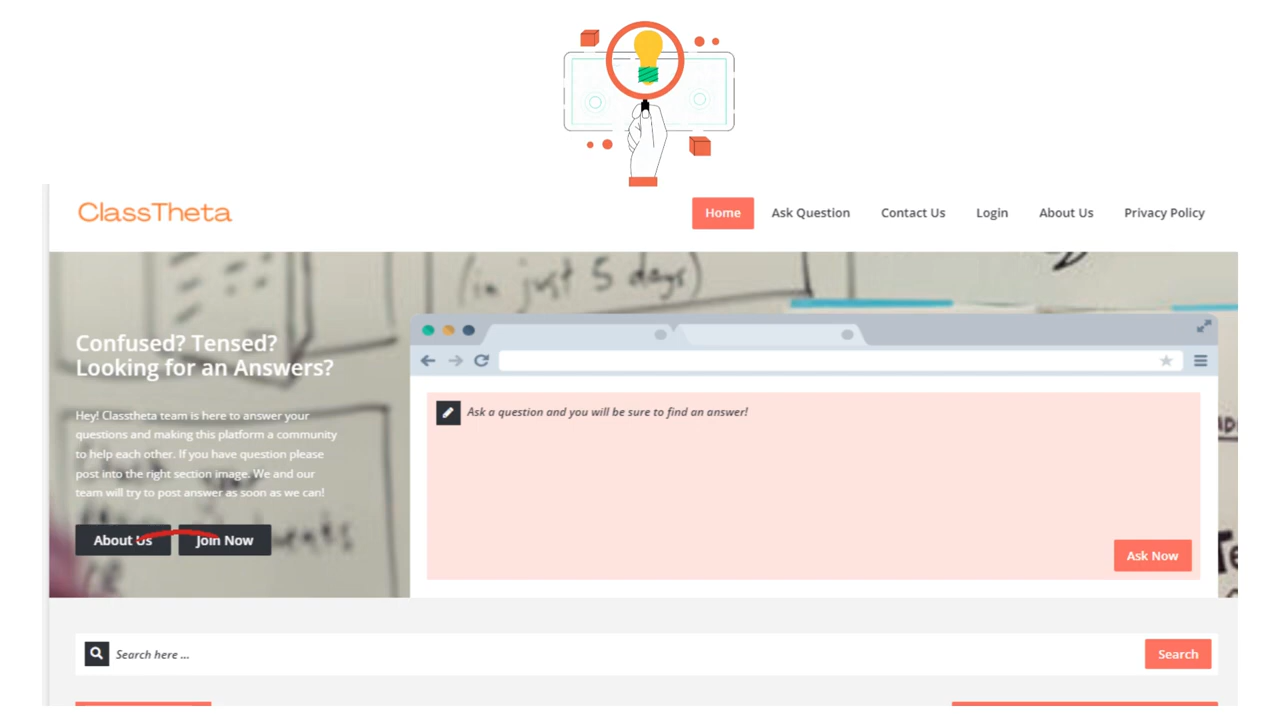 ClassTheta
Home Ask Question Contact Us Login About Us Privacy Policy
(in just 5 days)
Confused? Tensed?
Looking for an Answers?
Hey! Classtheta team is here to answer your
questions and making this platform a community
to help each other. If you have question please
post into the right section image. We and our
team will try to post answer as soon as we can!
About Us Join Now
Ask a question and you will be sure to find an answer!
Ask Now
Search here ...
Search